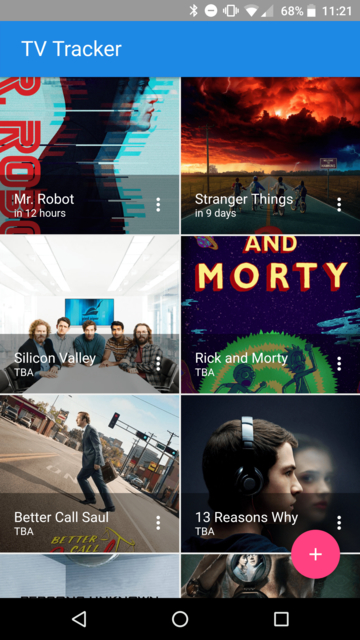 68% 11:21
TV Tracker
R. ROBO
Mr. Robot
in 12 hours
Stranger Things
in 9 days
AND
MORTY
Silicon Valley
TBA
Rick and Morty
TBA
BETTER
CALL
Better Call Saul
TBA
13 Reasons Why
TBA
+